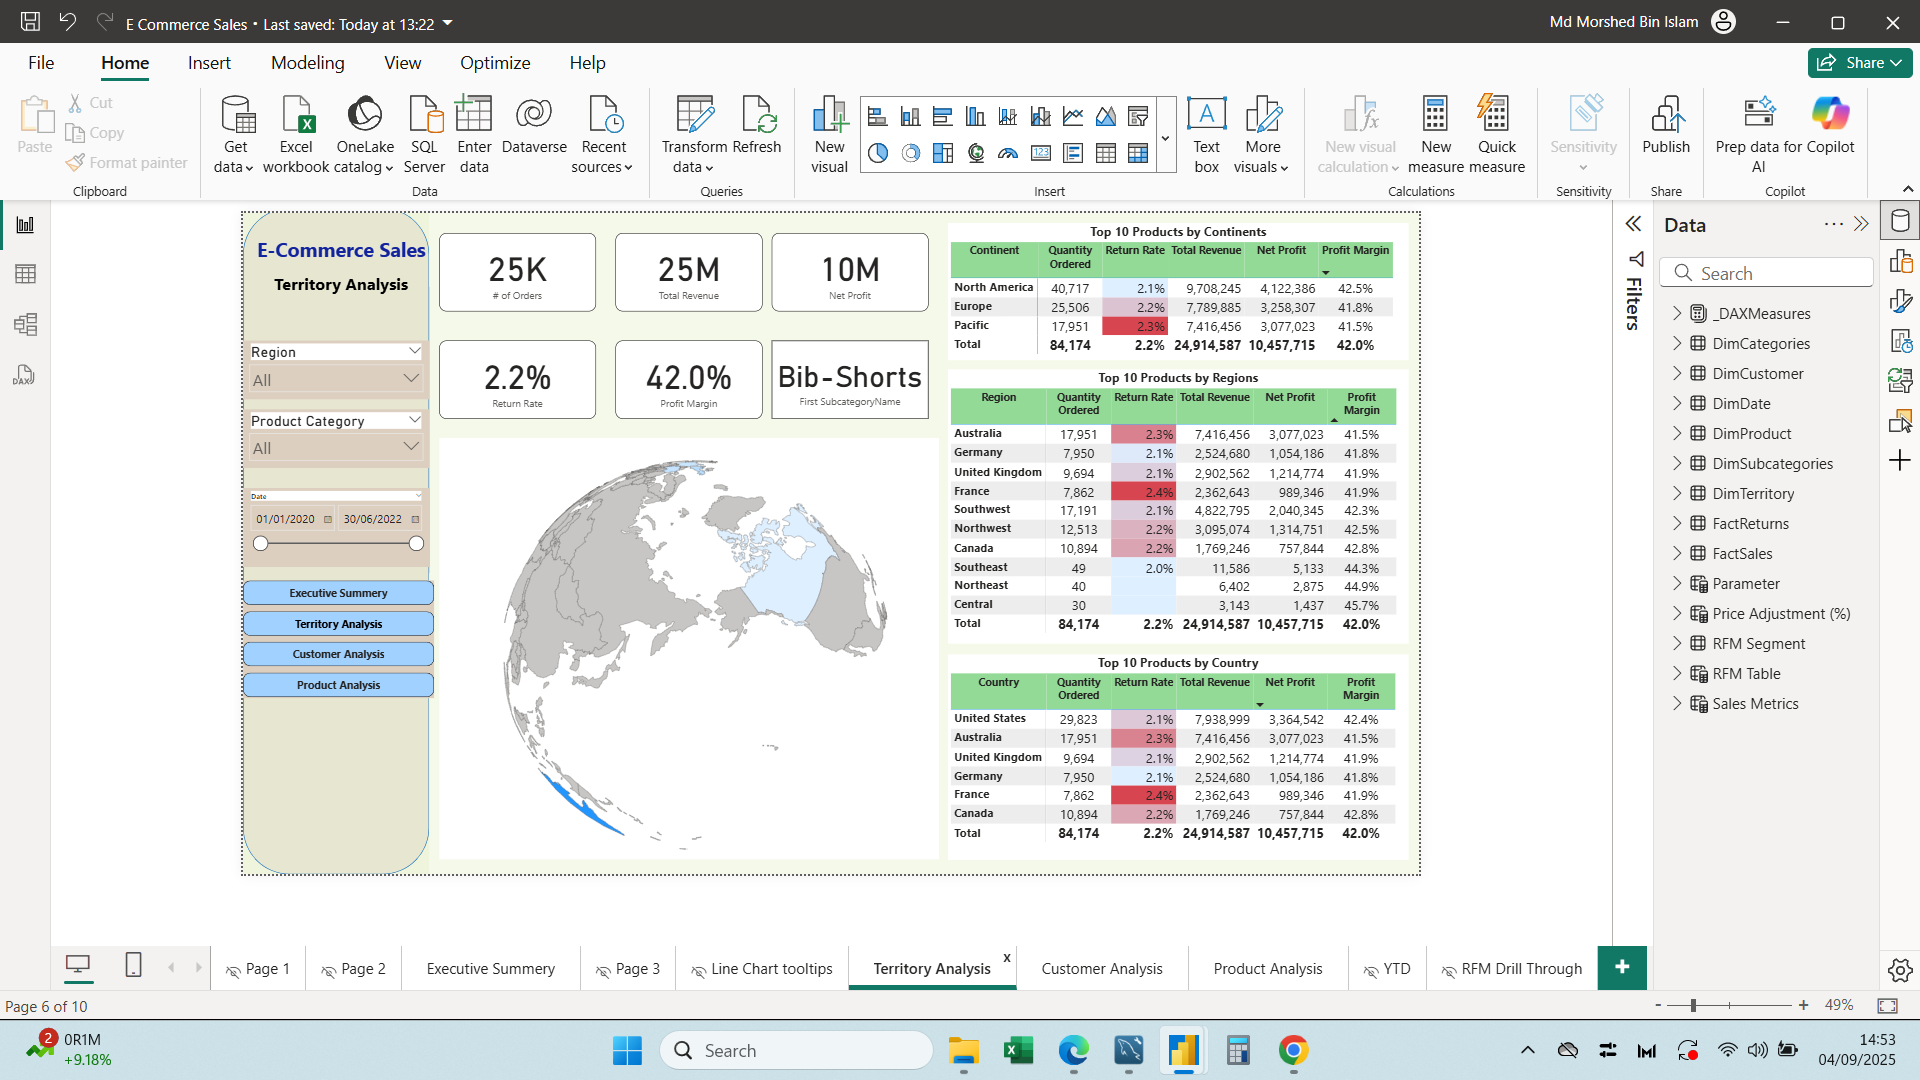 E Commerce Sales • Last saved: Today at 13:22
Md Morshed Bin Islam
File Home Insert Modeling View Optimize Help
Share
Paste
Cut
Copy
Format painter
Clipboard
Get data
Excel workbook
OneLake catalog
SQL Server
Enter data
Dataverse
Recent sources
Data
Transform data
Refresh
Queries
New visual
Text box
More visuals
Insert
New visual calculation
New measure
Quick measure
Calculations
Sensitivity
Sensitivity
Publish
Share
Prep data for AI
Copilot
Copilot
E-Commerce Sales
Territory Analysis
Region
All
Product Category
All
Date
01/01/2020 30/06/2022
Executive Summery
Territory Analysis
Customer Analysis
Product Analysis
25K
# of Orders
25M
Total Revenue
10M
Net Profit
2.2%
Return Rate
42.0%
Profit Margin
Bib-Shorts
First SubcategoryName
Top 10 Products by Continents
Continent Quantity Ordered Return Rate Total Revenue Net Profit Profit Margin
North America 40,717 2.1% 9,708,245 4,122,386 42.5%
Europe 25,506 2.2% 7,789,885 3,258,307 41.8%
Pacific 17,951 2.3% 7,416,456 3,077,023 41.5%
Total 84,174 2.2% 24,914,587 10,457,715 42.0%
Top 10 Products by Regions
Region Quantity Ordered Return Rate Total Revenue Net Profit Profit Margin
Australia 17,951 2.3% 7,416,456 3,077,023 41.5%
Germany 7,950 2.1% 2,524,680 1,054,186 41.8%
United Kingdom 9,694 2.1% 2,902,562 1,214,774 41.9%
France 7,862 2.4% 2,362,643 989,346 41.9%
Southwest 17,191 2.1% 4,822,795 2,040,345 42.3%
Northwest 12,513 2.2% 3,095,074 1,314,751 42.5%
Canada 10,894 2.2% 1,769,246 757,844 42.8%
Southeast 49 2.0% 11,586 5,133 44.3%
Northeast 40 6,402 2,875 44.9%
Central 30 3,143 1,437 45.7%
Total 84,174 2.2% 24,914,587 10,457,715 42.0%
Top 10 Products by Country
Country Quantity Ordered Return Rate Total Revenue Net Profit Profit Margin
United States 29,823 2.1% 7,938,999 3,364,542 42.4%
Australia 17,951 2.3% 7,416,456 3,077,023 41.5%
United Kingdom 9,694 2.1% 2,902,562 1,214,774 41.9%
Germany 7,950 2.1% 2,524,680 1,054,186 41.8%
France 7,862 2.4% 2,362,643 989,346 41.9%
Canada 10,894 2.2% 1,769,246 757,844 42.8%
Total 84,174 2.2% 24,914,587 10,457,715 42.0%
Filters
Data
Search
_DAXMeasures
DimCategories
DimCustomer
DimDate
DimProduct
DimSubcategories
DimTerritory
FactReturns
FactSales
Parameter
Price Adjustment (%)
RFM Segment
RFM Table
Sales Metrics
DAX
Page 1
Page 2
Executive Summery
Page 3
Line Chart tooltips
Territory Analysis
x
Customer Analysis
Product Analysis
YTD
RFM Drill Through
+
Page 6 of 10
- + 49%
2
0R1M
+9.18%
Search
14:53
04/09/2025